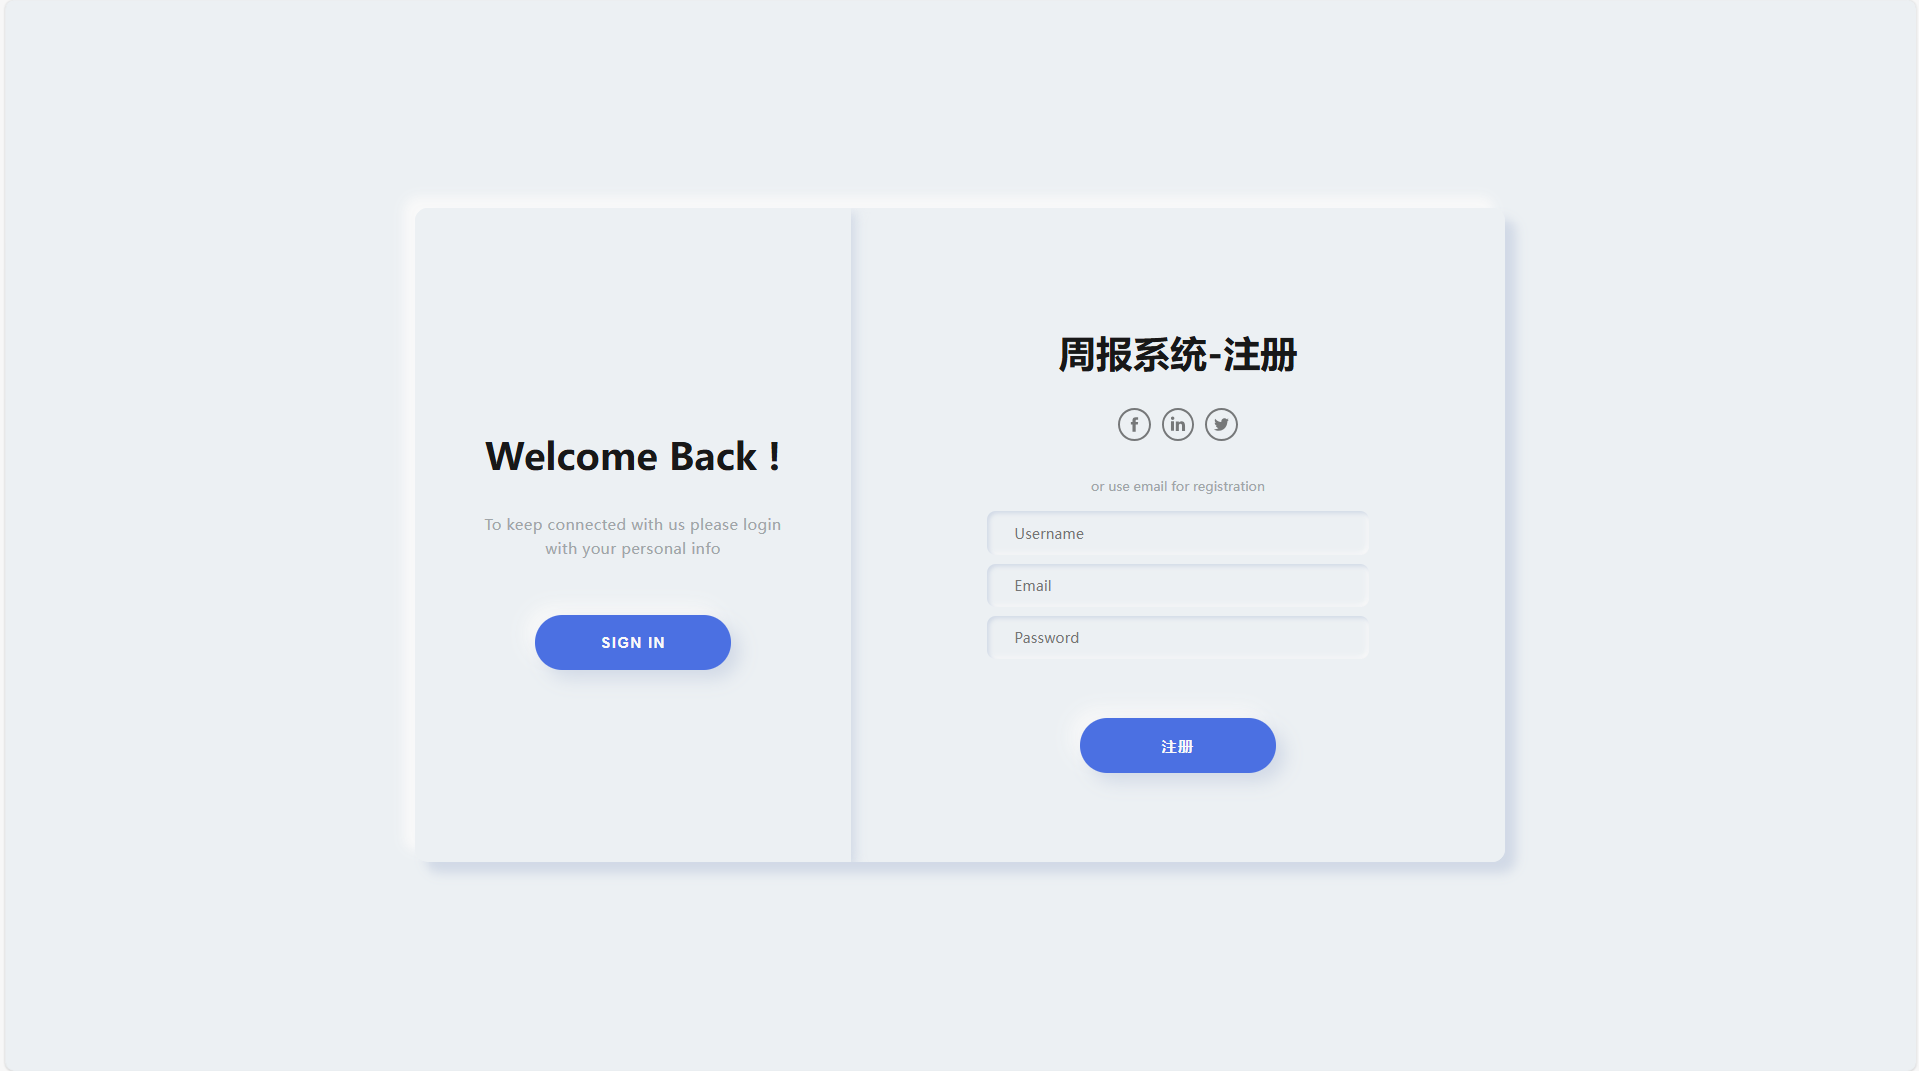 Welcome Back !
To keep connected with us please login
with your personal info
SIGN IN
周报系统-注册
or use email for registration
Username
Email
Password
注册